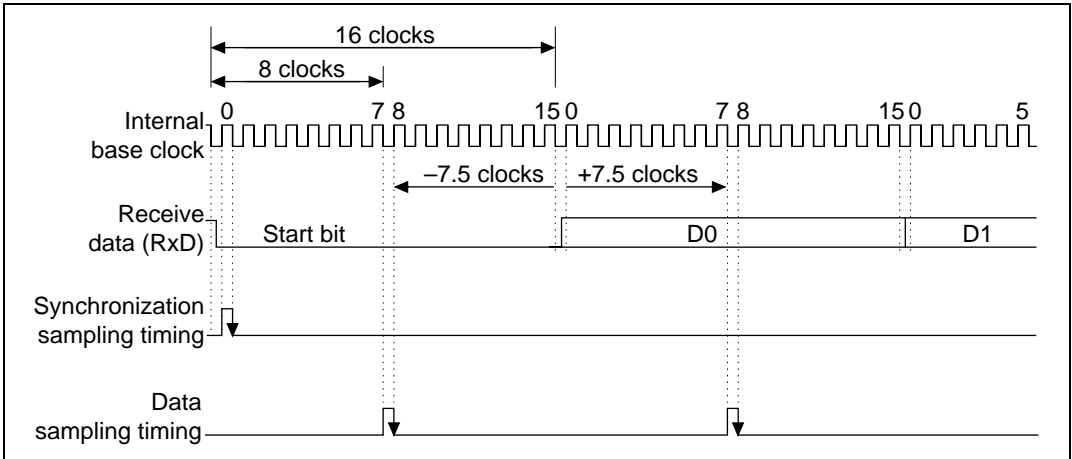 16 clocks
8 clocks
0 7 8 15 0 7 8 15 0 5
Internal
base clock
–7.5 clocks +7.5 clocks
Receive
data (RxD)
Start bit D0 D1
Synchronization
sampling timing
Data
sampling timing